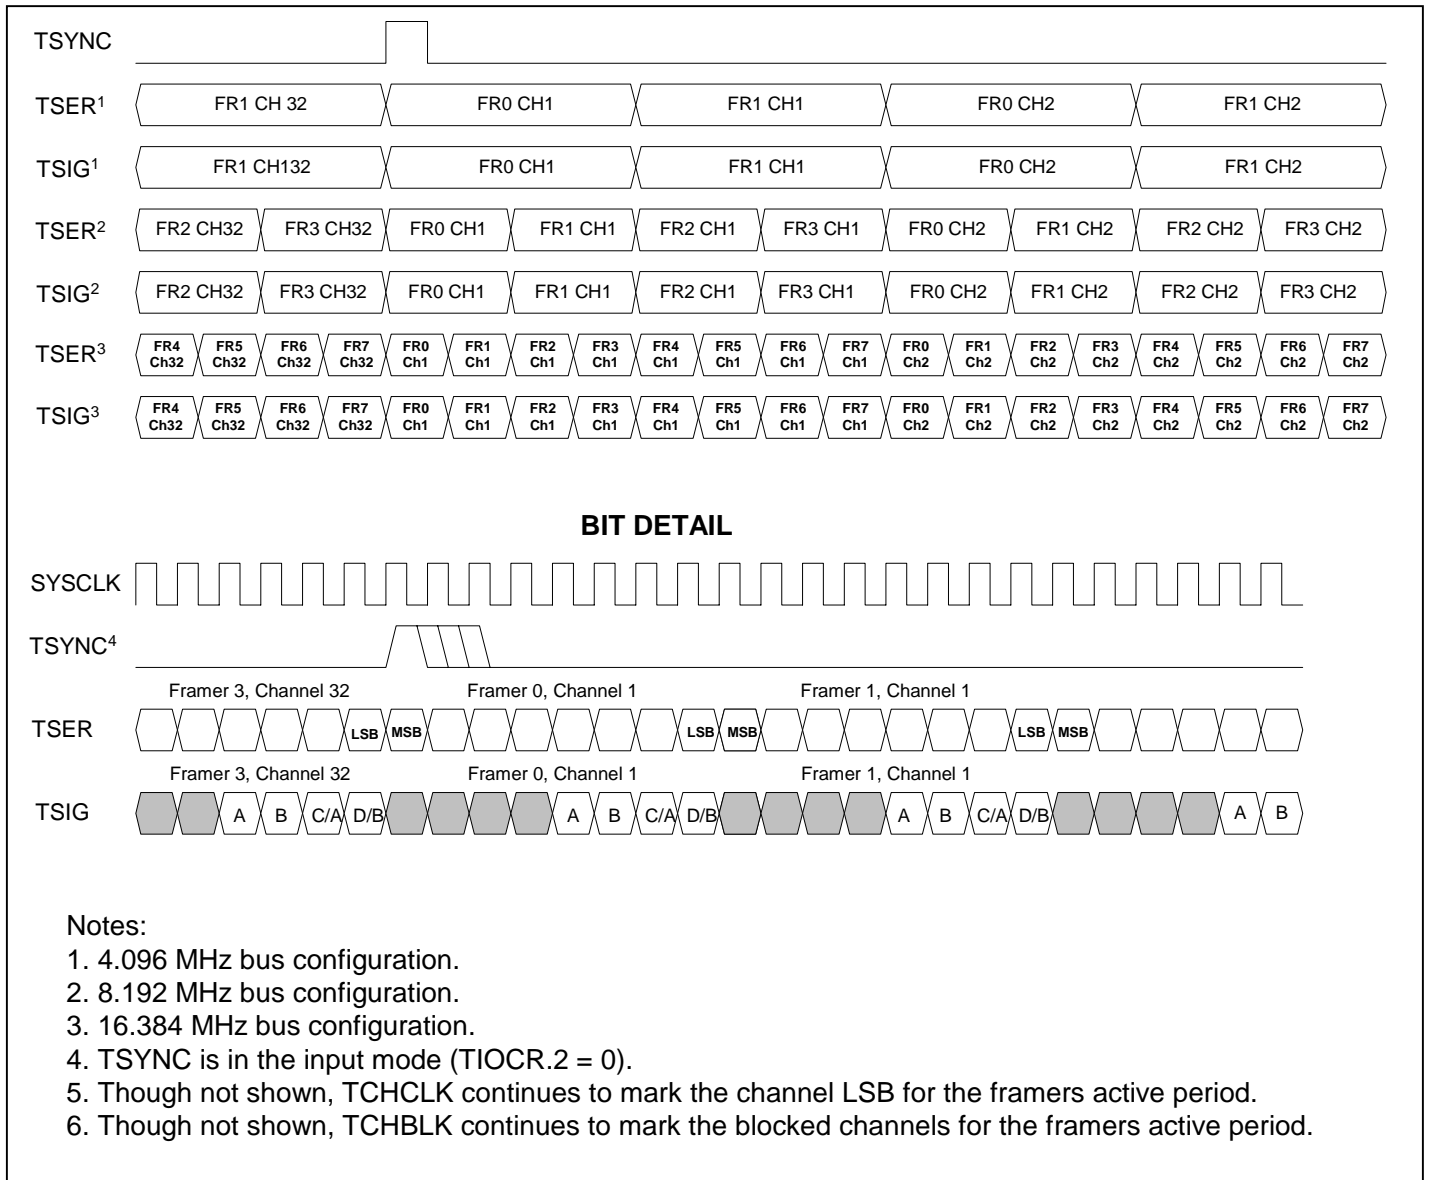 TSYNC
TSER¹ FR1 CH 32 FR0 CH1 FR1 CH1 FR0 CH2 FR1 CH2
TSIG¹ FR1 CH132 FR0 CH1 FR1 CH1 FR0 CH2 FR1 CH2
TSER² FR2 CH32 FR3 CH32 FR0 CH1 FR1 CH1 FR2 CH1 FR3 CH1 FR0 CH2 FR1 CH2 FR2 CH2 FR3 CH2
TSIG² FR2 CH32 FR3 CH32 FR0 CH1 FR1 CH1 FR2 CH1 FR3 CH1 FR0 CH2 FR1 CH2 FR2 CH2 FR3 CH2
FR4 FR5 FR6 FR7 FR0 FR1 FR2 FR3 FR4 FR5 FR6 FR7 FR0 FR1 FR2 FR3 FR4 FR5 FR6 FR7
TSER³
Ch32 Ch32 Ch32 Ch32 Ch1 Ch1 Ch1 Ch1 Ch1 Ch1 Ch1 Ch1 Ch2 Ch2 Ch2 Ch2 Ch2 Ch2 Ch2 Ch2
FR4 FR5 FR6 FR7 FR0 FR1 FR2 FR3 FR4 FR5 FR6 FR7 FR0 FR1 FR2 FR3 FR4 FR5 FR6 FR7
TSIG³
Ch32 Ch32 Ch32 Ch32 Ch1 Ch1 Ch1 Ch1 Ch1 Ch1 Ch1 Ch1 Ch2 Ch2 Ch2 Ch2 Ch2 Ch2 Ch2 Ch2
BIT DETAIL
SYSCLK
TSYNC⁴
Framer 3, Channel 32 Framer 0, Channel 1 Framer 1, Channel 1
TSER LSB MSB LSB MSB LSB MSB
Framer 3, Channel 32 Framer 0, Channel 1 Framer 1, Channel 1
TSIG A B C/A D/B A B C/A D/B A B C/A D/B A B
Notes:
1. 4.096 MHz bus configuration.
2. 8.192 MHz bus configuration.
3. 16.384 MHz bus configuration.
4. TSYNC is in the input mode (TIOCR.2 = 0).
5. Though not shown, TCHCLK continues to mark the channel LSB for the framers active period.
6. Though not shown, TCHBLK continues to mark the blocked channels for the framers active period.